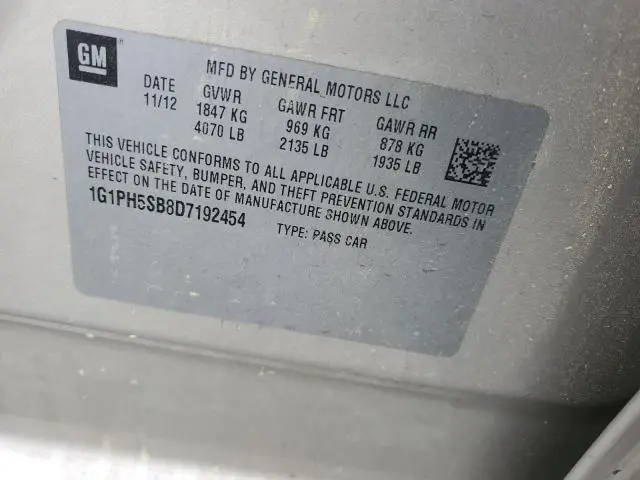 GM
MFD BY GENERAL MOTORS LLC
DATE GVWR GAWR FRT GAWR RR
11/12 1847 KG 969 KG 878 KG
4070 LB 2135 LB 1935 LB
THIS VEHICLE CONFORMS TO ALL APPLICABLE U.S. FEDERAL MOTOR
VEHICLE SAFETY, BUMPER, AND THEFT PREVENTION STANDARDS IN
EFFECT ON THE DATE OF MANUFACTURE SHOWN ABOVE.
1G1PH5SB8D7192454 TYPE: PASS CAR